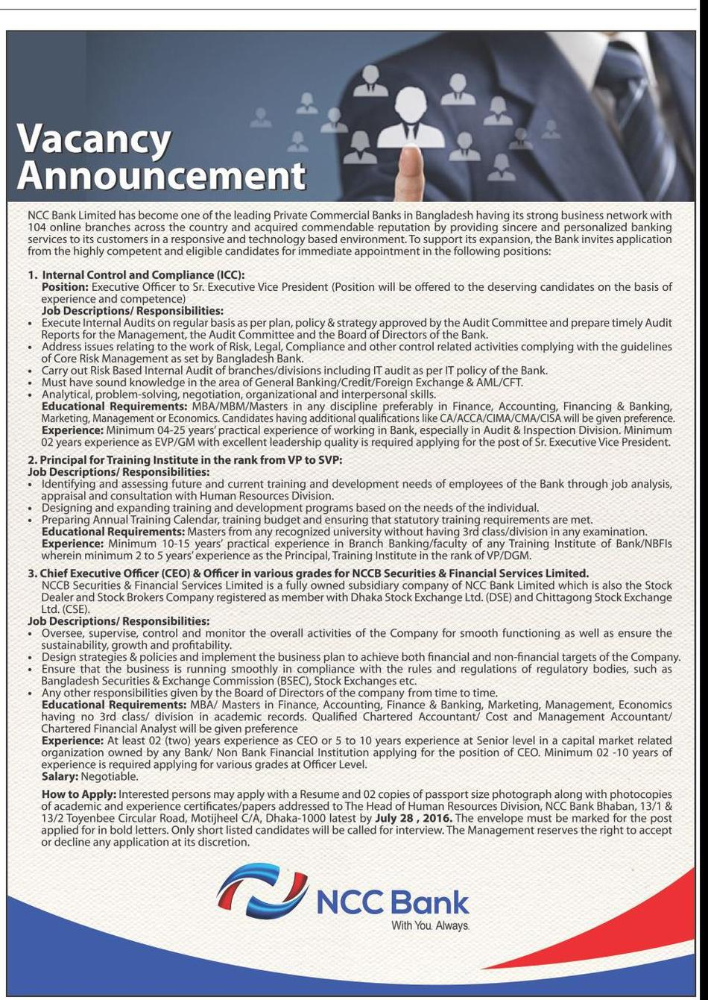 Vacancy
Announcement
NCC Bank Limited has become one of the leading Private Commercial Banks in Bangladesh having its strong business network with
104 online branches across the country and acquired commendable reputation by providing sincere and personalized banking
services to its customers in a responsive and technology based environment. To support its expansion, the Bank invites application
from the highly competent and eligible candidates for immediate appointment in the following positions:
1. Internal Control and Compliance (ICC):
Position: Executive Officer to Sr. Executive Vice President (Position will be offered to the deserving candidates on the basis of
experience and competence)
Job Descriptions/ Responsibilities:
• Execute Internal Audits on regular basis as per plan, policy & strategy approved by the Audit Committee and prepare timely Audit
Reports for the Management, the Audit Committee and the Board of Directors of the Bank.
• Address issues relating to the work of Risk, Legal, Compliance and other control related activities complying with the guidelines
of Core Risk Management as set by Bangladesh Bank.
• Carry out Risk Based Internal Audit of branches/divisions including IT audit as per IT policy of the Bank.
• Must have sound knowledge in the area of General Banking/Credit/Foreign Exchange & AML/CFT.
• Analytical, problem-solving, negotiation, organizational and interpersonal skills.
Educational Requirements: MBA/MBM/Masters in any discipline preferably in Finance, Accounting, Financing & Banking,
Marketing, Management or Economics. Candidates having additional qualifications like CA/ACCA/CIMA/CMA/CISA will be given preference.
Experience: Minimum 04-25 years' practical experience of working in Bank, especially in Audit & Inspection Division. Minimum
02 years experience as EVP/GM with excellent leadership quality is required applying for the post of Sr. Executive Vice President.
2. Principal for Training Institute in the rank from VP to SVP:
Job Descriptions/ Responsibilities:
• Identifying and assessing future and current training and development needs of employees of the Bank through job analysis,
appraisal and consultation with Human Resources Division.
• Designing and expanding training and development programs based on the needs of the individual.
• Preparing Annual Training Calendar, training budget and ensuring that statutory training requirements are met.
Educational Requirements: Masters from any recognized university without having 3rd class/division in any examination.
Experience: Minimum 10-15 years' practical experience in Branch Banking/faculty of any Training Institute of Bank/NBFIs
wherein minimum 2 to 5 years' experience as the Principal, Training Institute in the rank of VP/DGM.
3. Chief Executive Officer (CEO) & Officer in various grades for NCCB Securities & Financial Services Limited.
NCCB Securities & Financial Services Limited is a fully owned subsidiary company of NCC Bank Limited which is also the Stock
Dealer and Stock Brokers Company registered as member with Dhaka Stock Exchange Ltd. (DSE) and Chittagong Stock Exchange
Ltd. (CSE).
Job Descriptions/ Responsibilities:
• Oversee, supervise, control and monitor the overall activities of the Company for smooth functioning as well as ensure the
sustainability, growth and profitability.
• Design strategies & policies and implement the business plan to achieve both financial and non-financial targets of the Company.
• Ensure that the business is running smoothly in compliance with the rules and regulations of regulatory bodies, such as
Bangladesh Securities & Exchange Commission (BSEC), Stock Exchanges etc.
• Any other responsibilities given by the Board of Directors of the company from time to time.
Educational Requirements: MBA/ Masters in Finance, Accounting, Finance & Banking, Marketing, Management, Economics
having no 3rd class/ division in academic records. Qualified Chartered Accountant/ Cost and Management Accountant/
Chartered Financial Analyst will be given preference
Experience: At least 02 (two) years experience as CEO or 5 to 10 years experience at Senior level in a capital market related
organization owned by any Bank/ Non Bank Financial Institution applying for the position of CEO. Minimum 02 -10 years of
experience is required applying for various grades at Officer Level.
Salary: Negotiable.
How to Apply: Interested persons may apply with a Resume and 02 copies of passport size photograph along with photocopies
of academic and experience certificates/papers addressed to The Head of Human Resources Division, NCC Bank Bhaban, 13/1 &
13/2 Toyenbee Circular Road, Motijheel C/A, Dhaka-1000 latest by July 28 , 2016. The envelope must be marked for the post
applied for in bold letters. Only short listed candidates will be called for interview. The Management reserves the right to accept
or decline any application at its discretion.
NCC Bank
With You. Always.